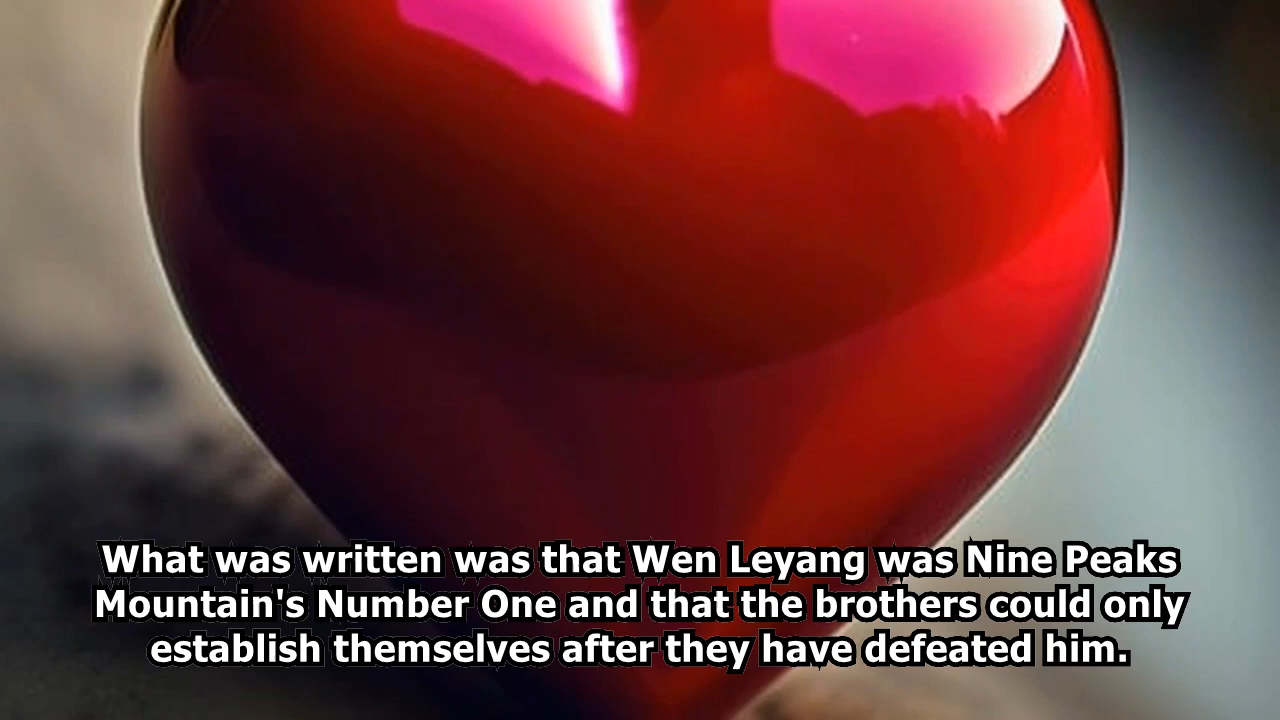 What was written was that Wen Leyang was Nine Peaks
Mountain's Number One and that the brothers could only
establish themselves after they have defeated him.